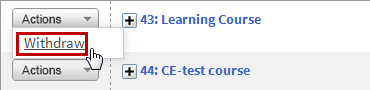 Actions 43: Learning Course
Withdraw
Actions 44: CE-test course